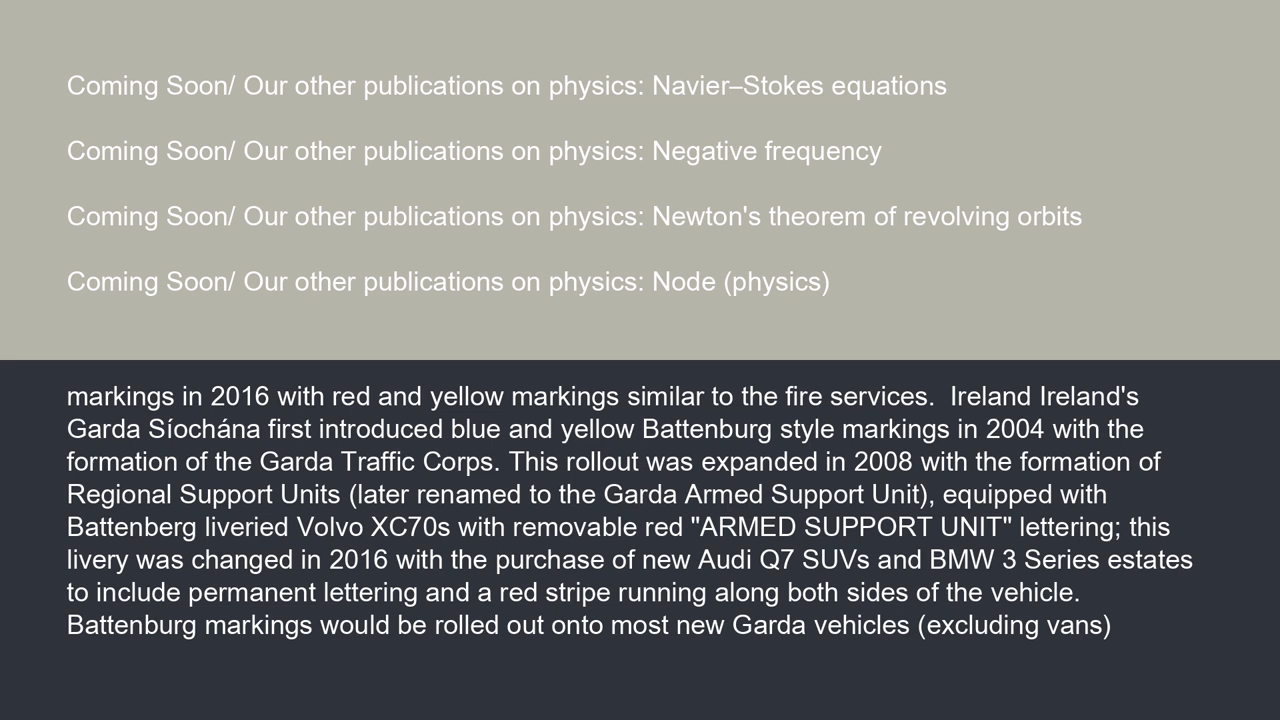 Coming Soon/ Our other publications on physics: Navier–Stokes equations
Coming Soon/ Our other publications on physics: Negative frequency
Coming Soon/ Our other publications on physics: Newton's theorem of revolving orbits
Coming Soon/ Our other publications on physics: Node (physics)
markings in 2016 with red and yellow markings similar to the fire services.  Ireland Ireland's
Garda Síochána first introduced blue and yellow Battenburg style markings in 2004 with the
formation of the Garda Traffic Corps. This rollout was expanded in 2008 with the formation of
Regional Support Units (later renamed to the Garda Armed Support Unit), equipped with
Battenberg liveried Volvo XC70s with removable red "ARMED SUPPORT UNIT" lettering; this
livery was changed in 2016 with the purchase of new Audi Q7 SUVs and BMW 3 Series estates
to include permanent lettering and a red stripe running along both sides of the vehicle.
Battenburg markings would be rolled out onto most new Garda vehicles (excluding vans)